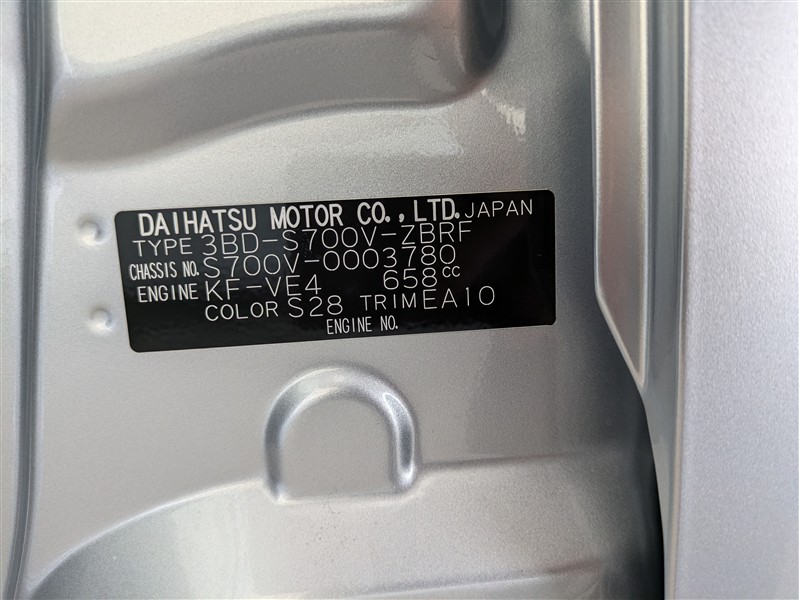 DAIHATSU MOTOR CO.,LTD. JAPAN
TYPE 3BD-S700V-ZBRF
CHASSIS NO. S700V-0003780
ENGINE KF-VE4 658cc
COLOR S28 TRIM EA10
ENGINE NO.